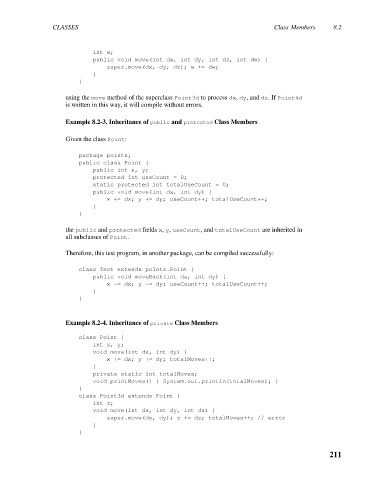 CLASSES Class Members 8.2
int w;
public void move(int dx, int dy, int dz, int dw) {
super.move(dx, dy, dz); w += dw;
}
}
using the move method of the superclass Point3d to process dx, dy, and dz. If Point4d
is written in this way, it will compile without errors.
Example 8.2-3. Inheritance of public and protected Class Members
Given the class Point:
package points;
public class Point {
public int x, y;
protected int useCount = 0;
static protected int totalUseCount = 0;
public void move(int dx, int dy) {
x += dx; y += dy; useCount++; totalUseCount++;
}
}
the public and protected fields x, y, useCount, and totalUseCount are inherited in
all subclasses of Point.
Therefore, this test program, in another package, can be compiled successfully:
class Test extends points.Point {
public void moveBack(int dx, int dy) {
x -= dx; y -= dy; useCount++; totalUseCount++;
}
}
Example 8.2-4. Inheritance of private Class Members
class Point {
int x, y;
void move(int dx, int dy) {
x += dx; y += dy; totalMoves++;
}
private static int totalMoves;
void printMoves() { System.out.println(totalMoves); }
}
class Point3d extends Point {
int z;
void move(int dx, int dy, int dz) {
super.move(dx, dy); z += dz; totalMoves++; // error
}
}
211